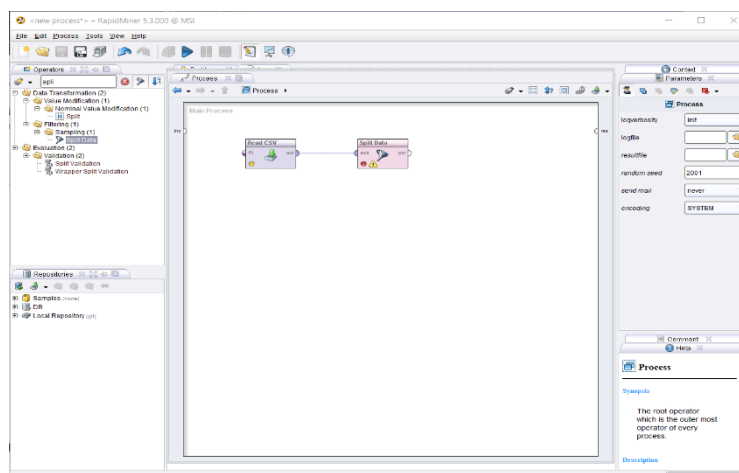 <new process*> – RapidMiner 5.3.000 @ MSI
File Edit Process Tools View Help
Operators
spli
Data Transformation (2)
Value Modification (1)
Nominal Value Modification (1)
Split
Filtering (1)
Sampling (1)
Split Data
Evaluation (2)
Validation (2)
Split Validation
Wrapper Split Validation
Repositories
Samples (none)
DB
Local Repository
Process
Process
Main Process
inp
Read CSV
out
Split Data
exa
par
res
Context
Parameters
Process
logverbosity
init
logfile
resultfile
random seed
2001
send mail
never
encoding
SYSTEM
Comment
Help
Process
Synopsis
The root operator
which is the outer most
operator of every
process.
Description